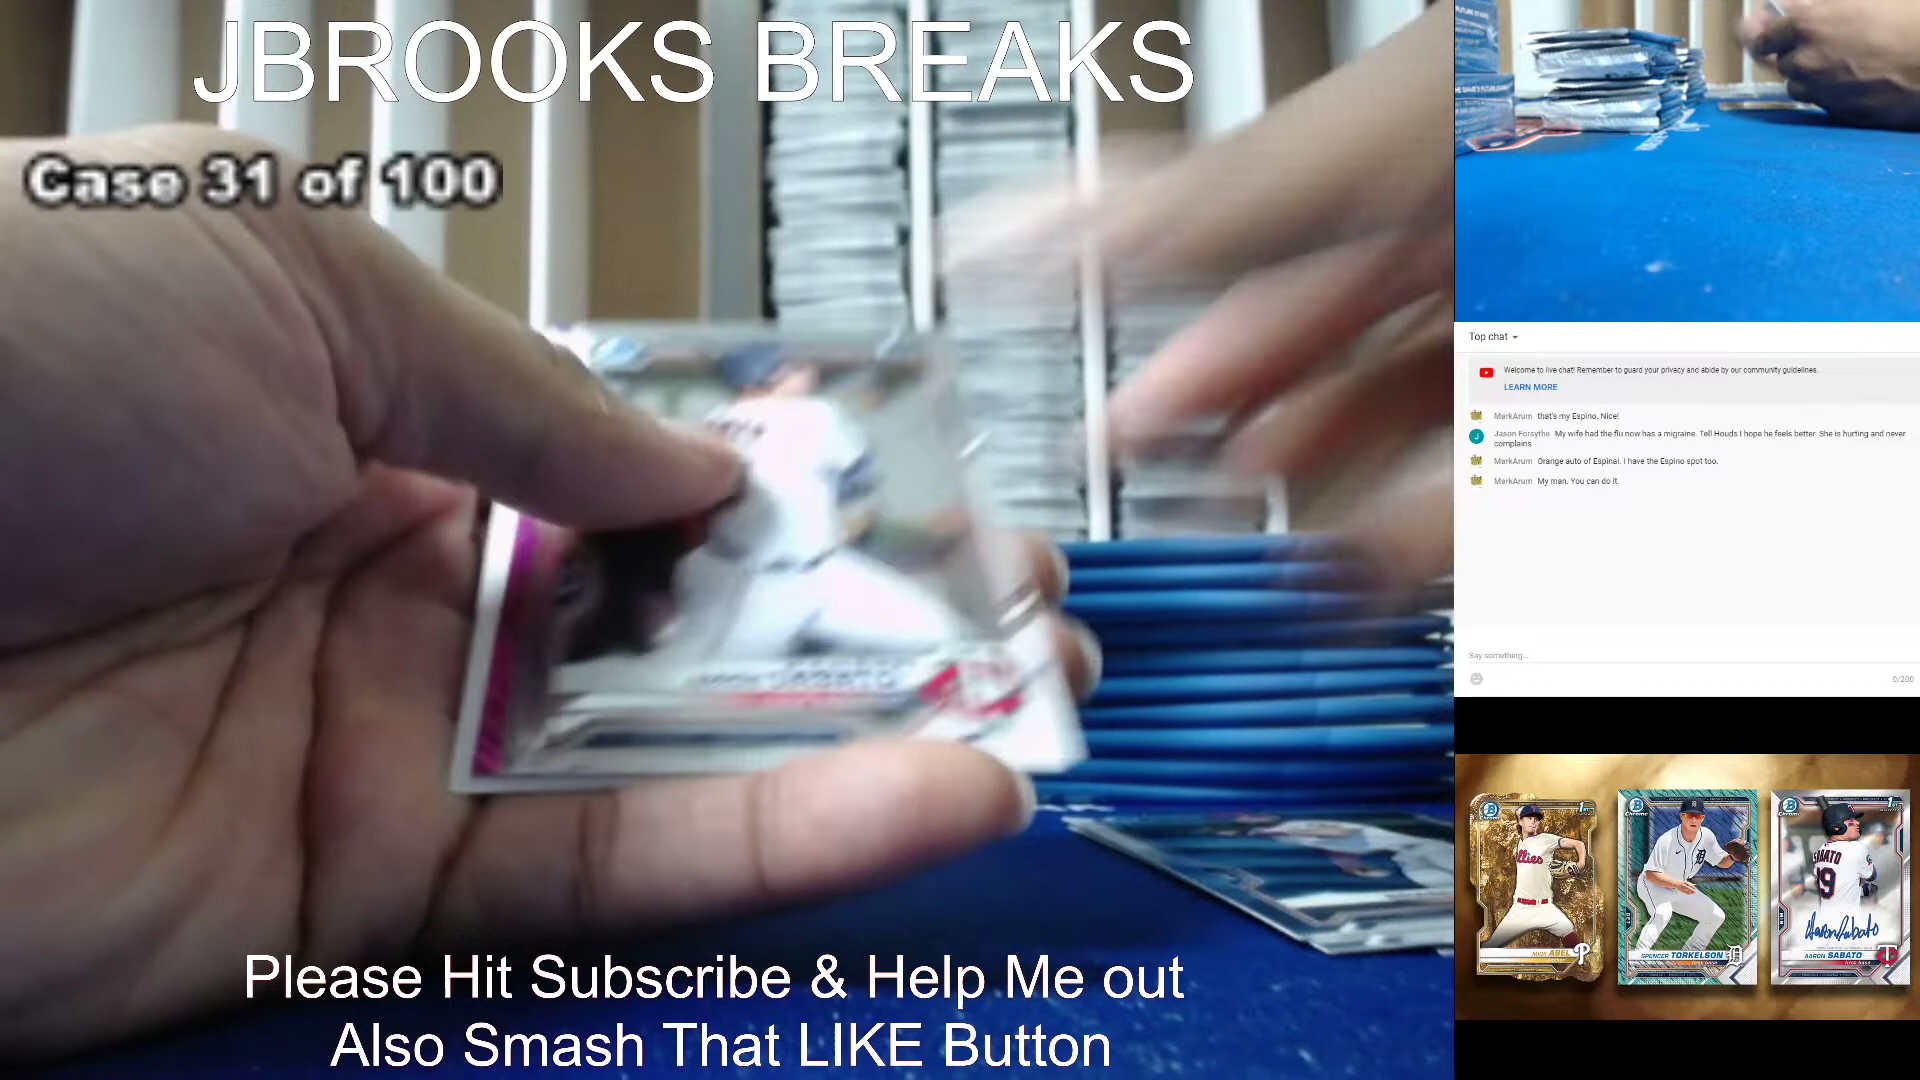 JBROOKS BREAKS
Case 31 of 100
Please Hit Subscribe & Help Me out
Also Smash That LIKE Button
Top chat
Welcome to live chat! Remember to guard your privacy and abide by our community guidelines.
LEARN MORE
MarkArum that's my Espino. Nice!
Jason Forsythe My wife had the flu now has a migraine. Tell Houds I hope he feels better. She is hurting and never
complains
MarkArum Orange auto of Espinal. I have the Espino spot too.
MarkArum My man. You can do it.
Say something...
0/200
MICK ABEL
SPENCER TORKELSON
SABATO
19
AARON SABATO